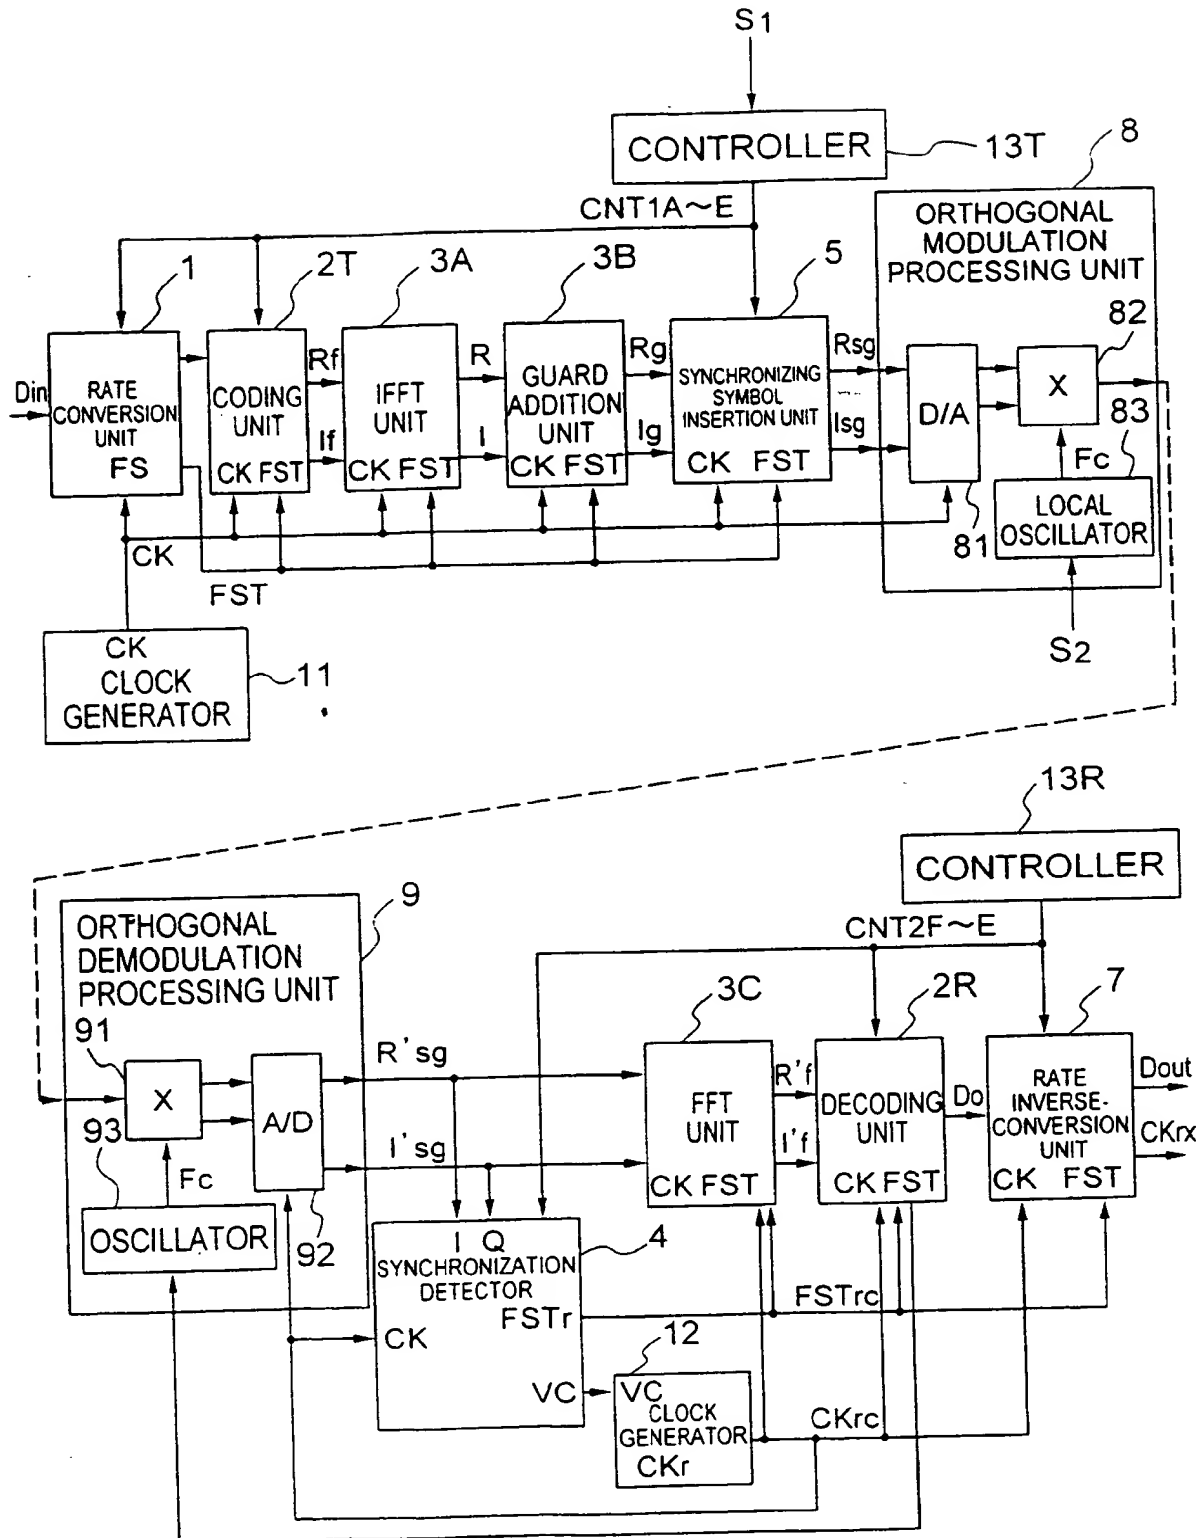 S1
CONTROLLER
13T
8
CNT1A~E
ORTHOGONAL
MODULATION
PROCESSING UNIT
1
2T
3A
3B
5
82
Din
RATE
CONVERSION
UNIT
FS
CODING
UNIT
CK FST
Rf
If
IFFT
UNIT
CK FST
R
I
GUARD
ADDITION
UNIT
CK FST
Rg
Ig
SYNCHRONIZING
SYMBOL
INSERTION UNIT
CK FST
Rsg
Isg
D/A
X
83
Fc
LOCAL
OSCILLATOR
81
CK
FST
S2
CK
CLOCK
GENERATOR
11
13R
CONTROLLER
9
ORTHOGONAL
DEMODULATION
PROCESSING UNIT
CNT2F~E
3C
2R
7
91
X
A/D
R'sg
I'sg
93
Fc
OSCILLATOR
92
FFT
UNIT
CK FST
R'f
I'f
DECODING
UNIT
CK FST
Do
RATE
INVERSE-
CONVERSION
UNIT
CK FST
Dout
CKrx
I Q
SYNCHRONIZATION
DETECTOR
FSTr
CK
VC
4
FSTrc
12
VC
CLOCK
GENERATOR
CKr
CKrc